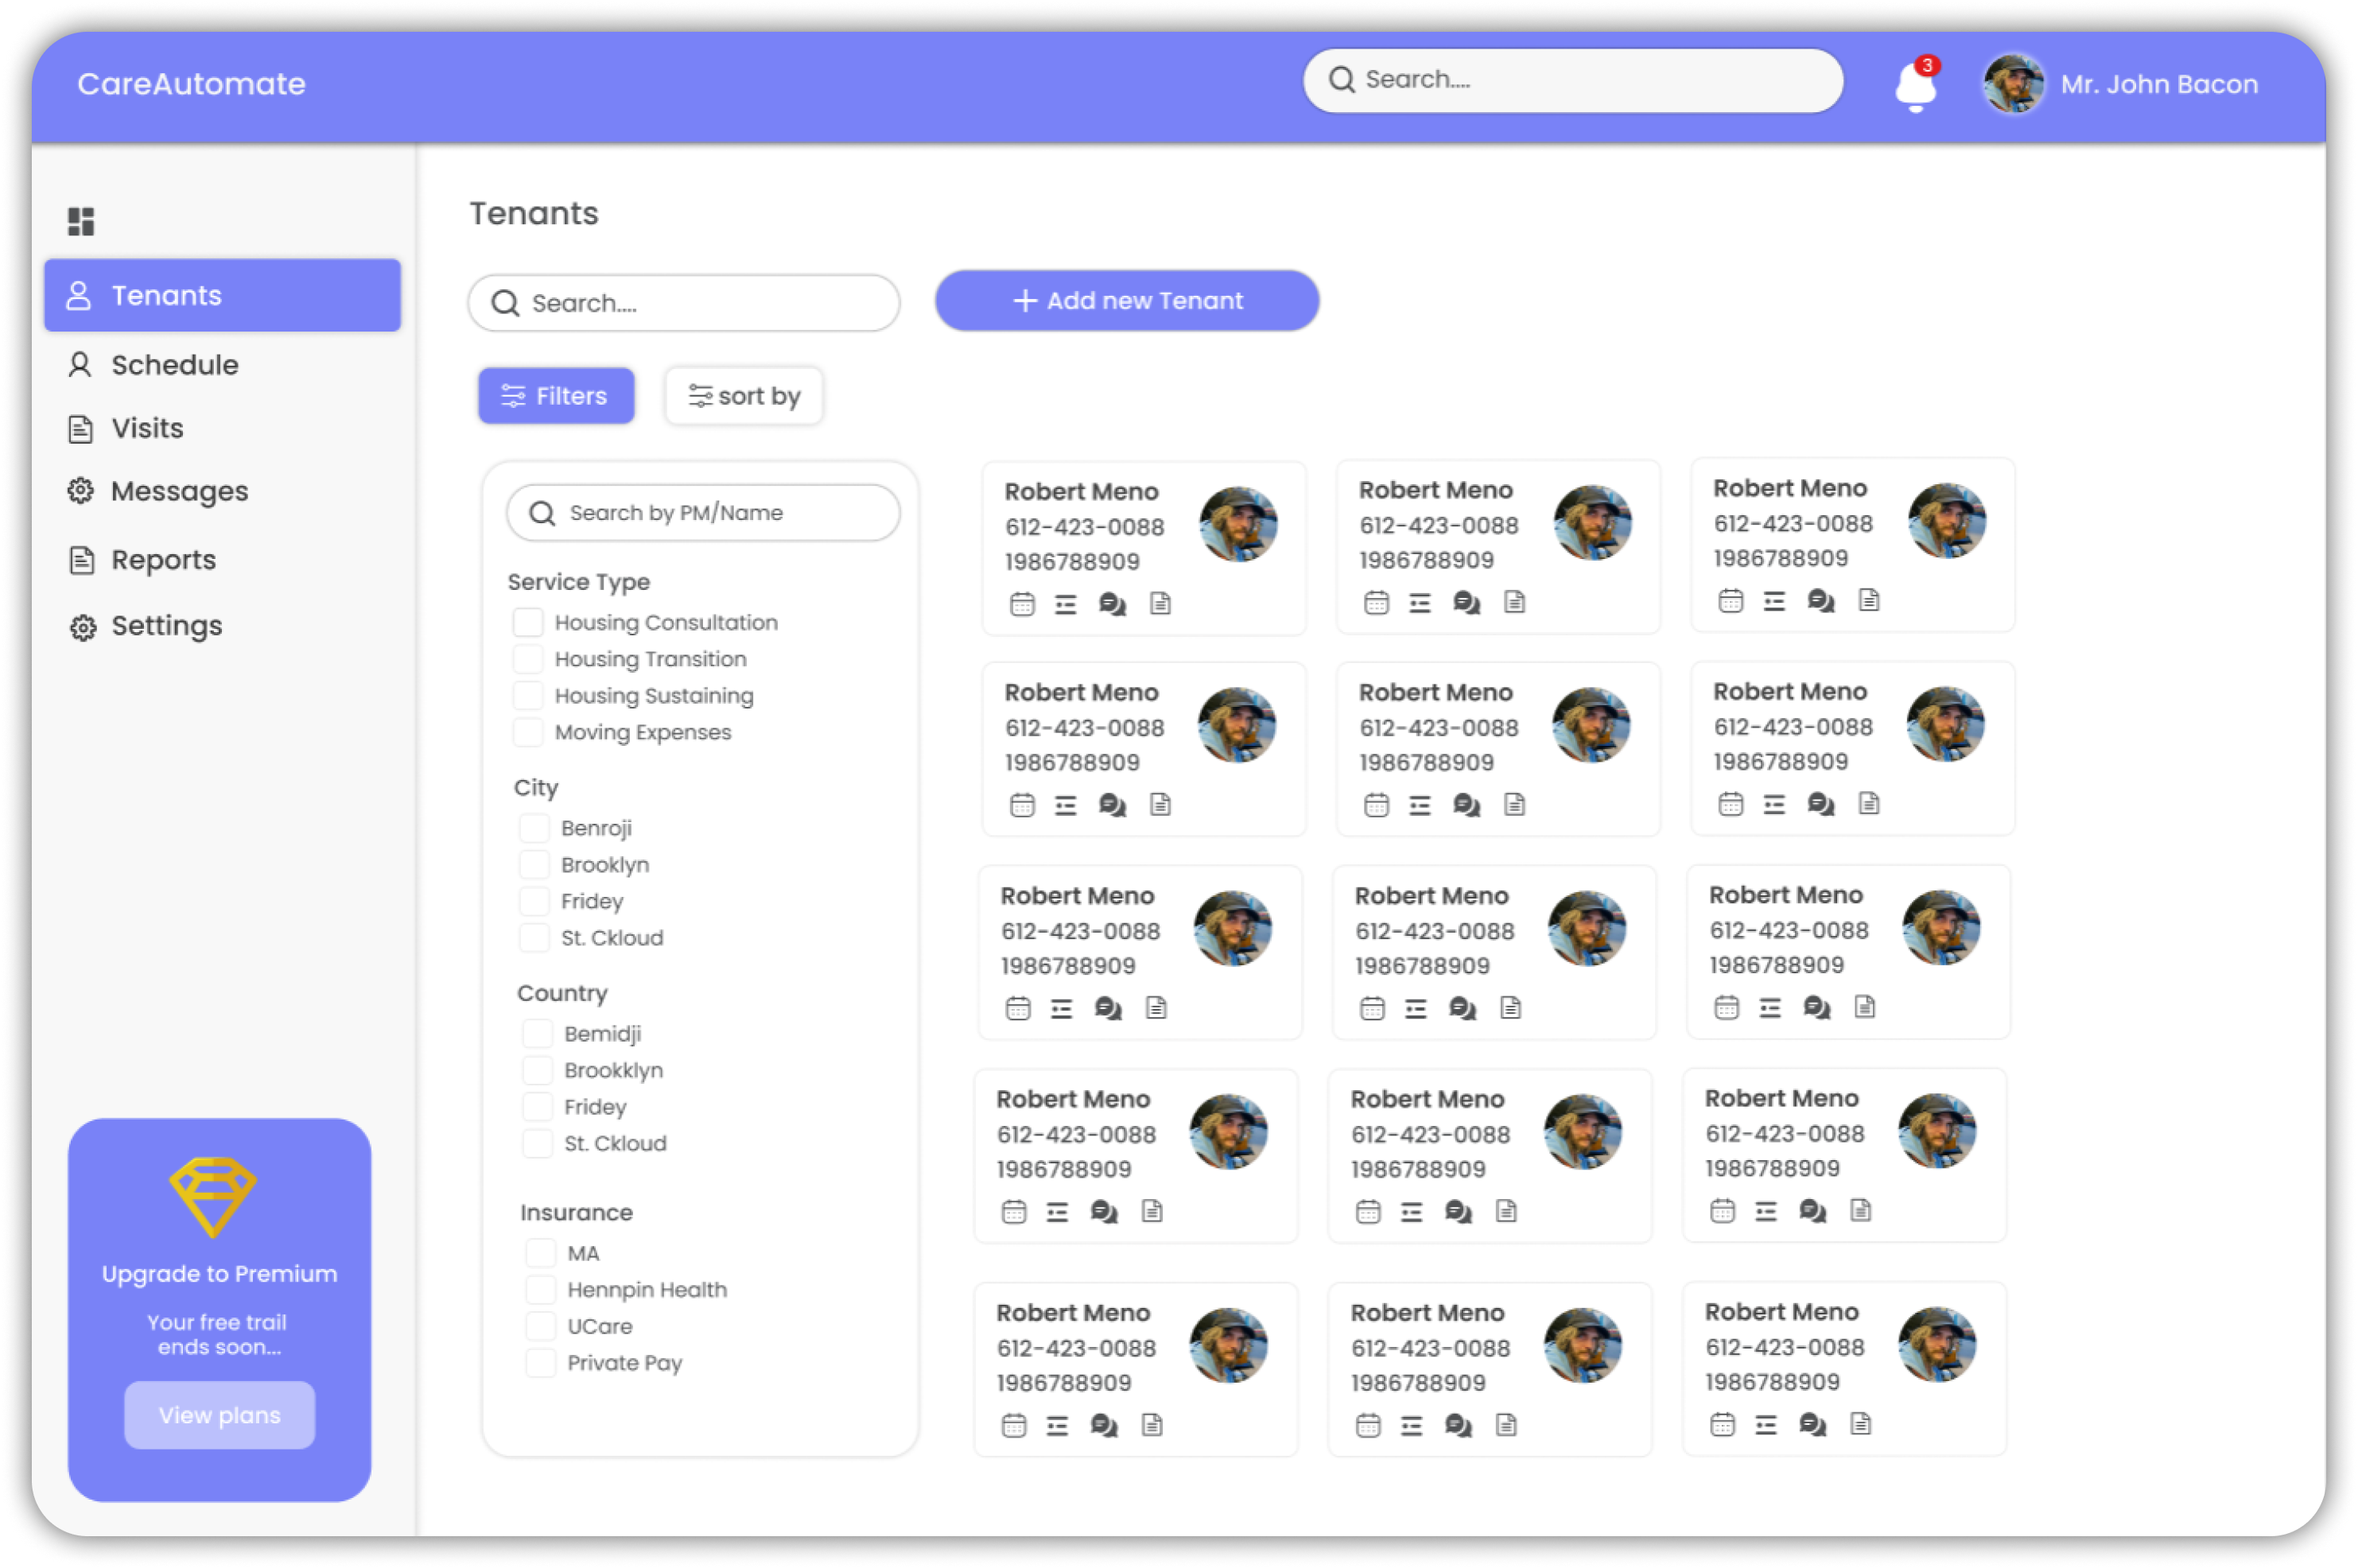 CareAutomate
Search....
3
Mr. John Bacon
Tenants
Schedule
Visits
Messages
Reports
Settings
Upgrade to Premium
Your free trail
ends soon...
View plans
Tenants
Search....
+ Add new Tenant
Filters
sort by
Search by PM/Name
Service Type
Housing Consultation
Housing Transition
Housing Sustaining
Moving Expenses
City
Benroji
Brooklyn
Fridey
St. Ckloud
Country
Bemidji
Brookklyn
Fridey
St. Ckloud
Insurance
MA
Hennpin Health
UCare
Private Pay
Robert Meno
612-423-0088
1986788909
Robert Meno
612-423-0088
1986788909
Robert Meno
612-423-0088
1986788909
Robert Meno
612-423-0088
1986788909
Robert Meno
612-423-0088
1986788909
Robert Meno
612-423-0088
1986788909
Robert Meno
612-423-0088
1986788909
Robert Meno
612-423-0088
1986788909
Robert Meno
612-423-0088
1986788909
Robert Meno
612-423-0088
1986788909
Robert Meno
612-423-0088
1986788909
Robert Meno
612-423-0088
1986788909
Robert Meno
612-423-0088
1986788909
Robert Meno
612-423-0088
1986788909
Robert Meno
612-423-0088
1986788909